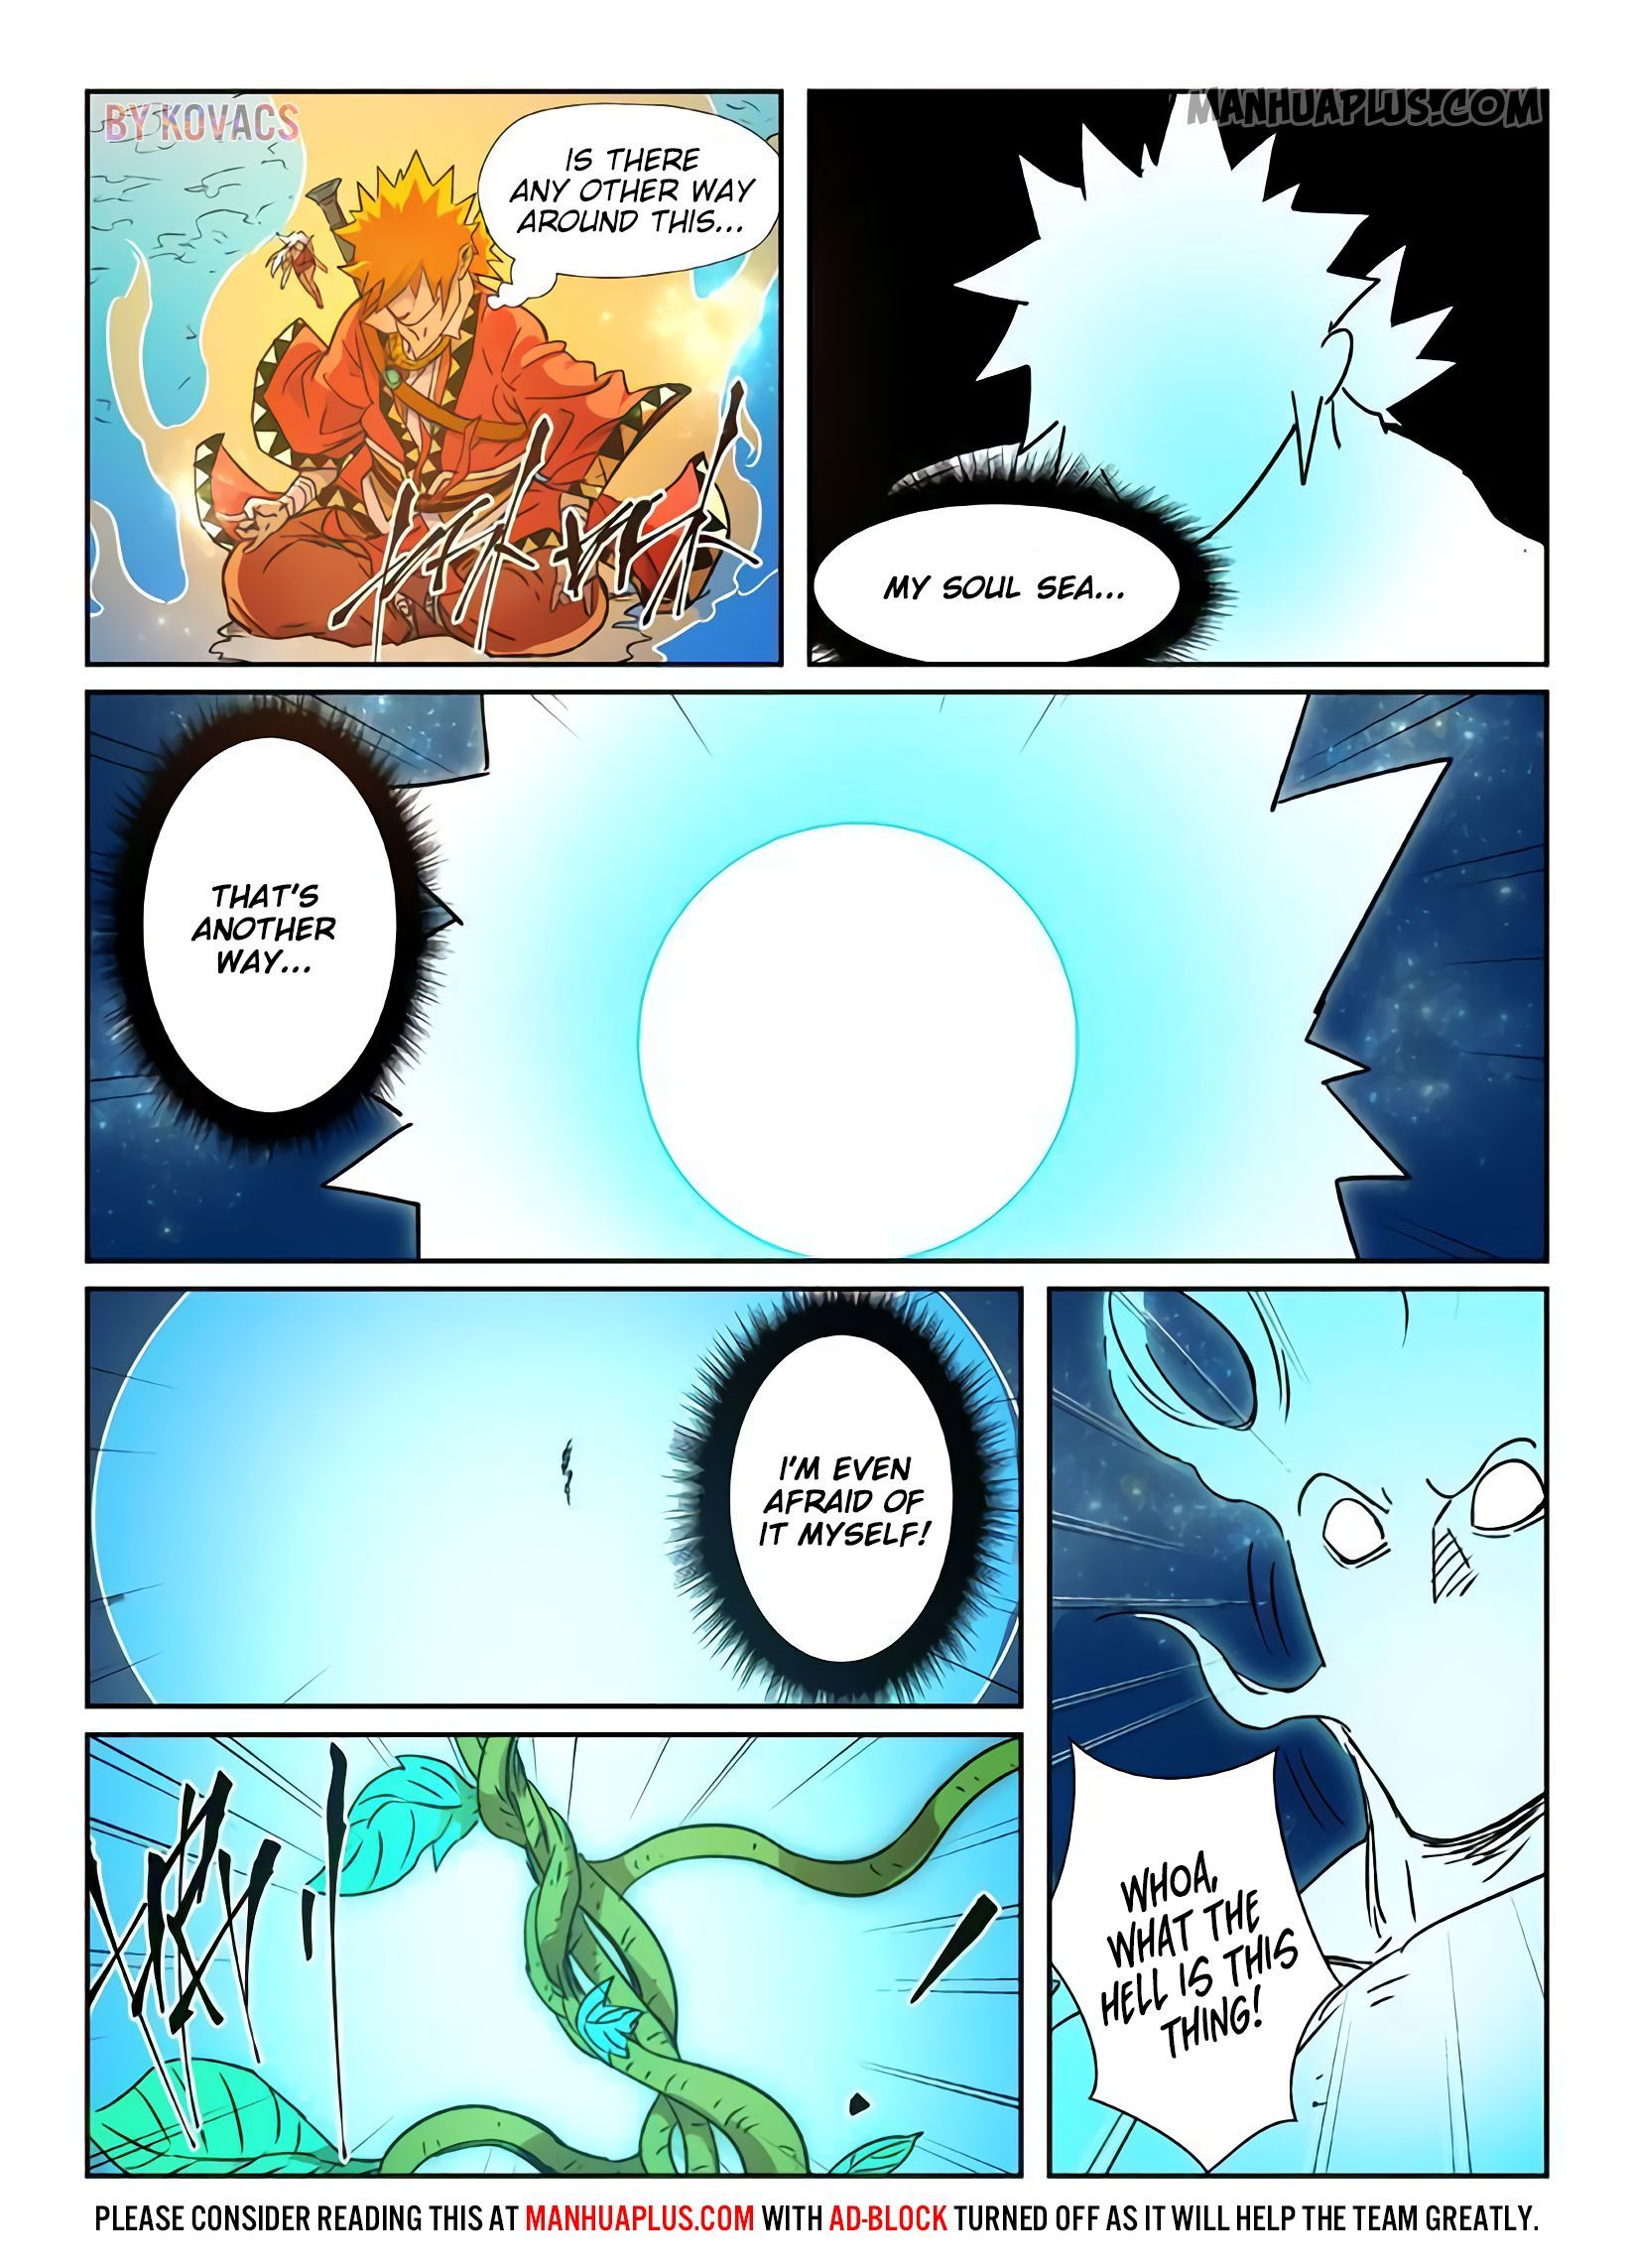 BY KOVACS
MANHUAPLUS.COM
IS THERE
ANY OTHER WAY
AROUND THIS...
MY SOUL SEA...
THAT'S
ANOTHER
WAY...
I'M EVEN
AFRAID OF
IT MYSELF!
WHOA,
WHAT THE
HELL IS THIS
THING!
PLEASE CONSIDER READING THIS AT MANHUAPLUS.COM WITH AD-BLOCK TURNED OFF AS IT WILL HELP THE TEAM GREATLY.